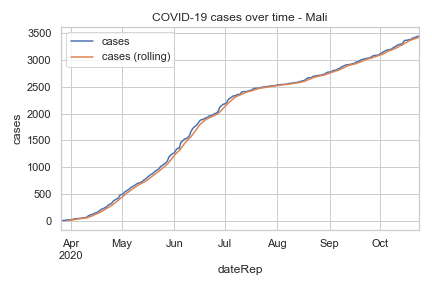 COVID-19 cases over time - Mali
cases
cases (rolling)
cases
3500
3000
2500
2000
1500
1000
500
0
Apr May Jun Jul Aug Sep Oct
2020
dateRep